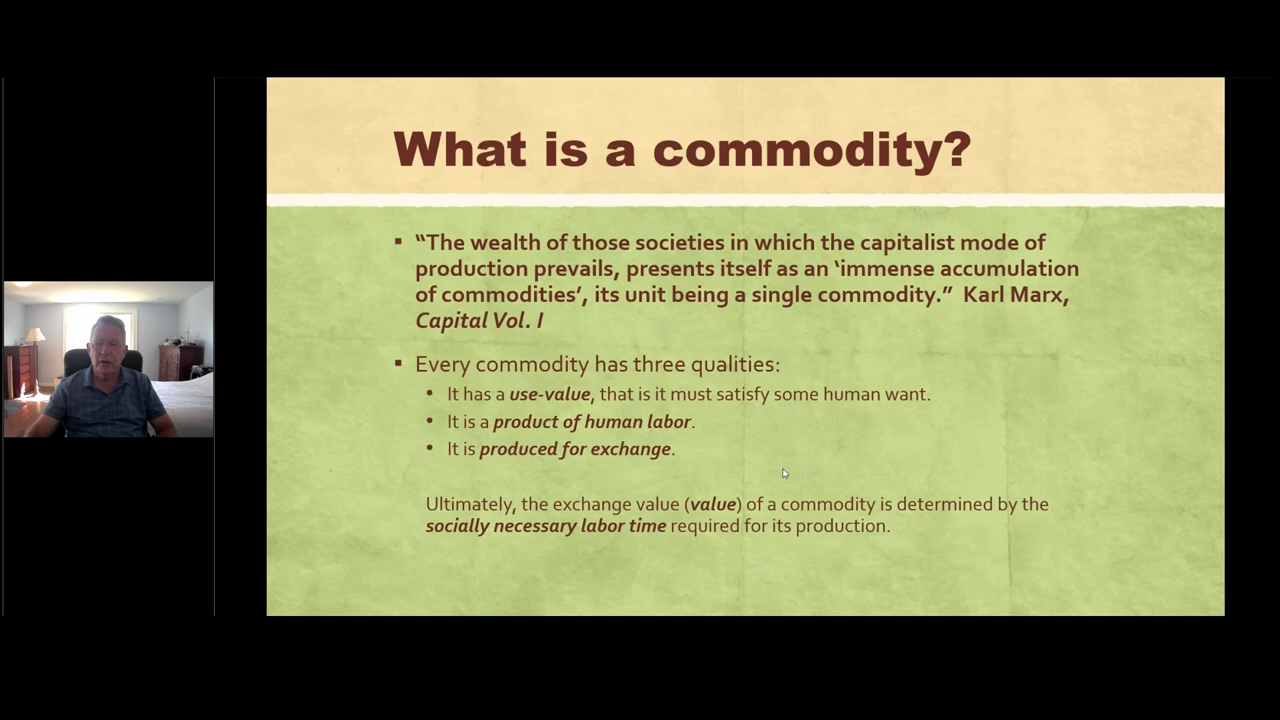 What is a commodity?
▪ “The wealth of those societies in which the capitalist mode of
production prevails, presents itself as an ‘immense accumulation
of commodities’, its unit being a single commodity.” Karl Marx,
Capital Vol. I
▪ Every commodity has three qualities:
• It has a use-value, that is it must satisfy some human want.
• It is a product of human labor.
• It is produced for exchange.
Ultimately, the exchange value (value) of a commodity is determined by the
socially necessary labor time required for its production.